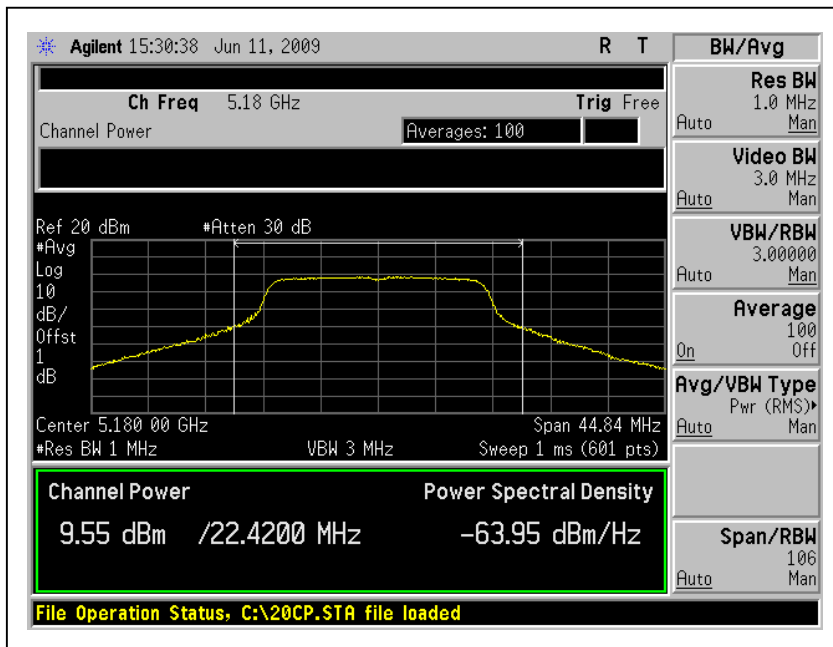 Agilent 15:30:38 Jun 11, 2009 R T
Ch Freq 5.18 GHz Trig Free
Channel Power Averages: 100
Ref 20 dBm #Atten 30 dB
#Avg
Log
10
dB/
Offst
1
dB
Center 5.180 00 GHz Span 44.84 MHz
#Res BW 1 MHz VBW 3 MHz Sweep 1 ms (601 pts)
Channel Power Power Spectral Density
9.55 dBm /22.4200 MHz -63.95 dBm/Hz
File Operation Status, C:\20CP.STA file loaded
BW/Avg
Res BW
1.0 MHz
Auto Man
Video BW
3.0 MHz
Auto Man
VBW/RBW
3.00000
Auto Man
Average
100
On Off
Avg/VBW Type
Pwr (RMS)
Auto Man
Span/RBW
106
Auto Man